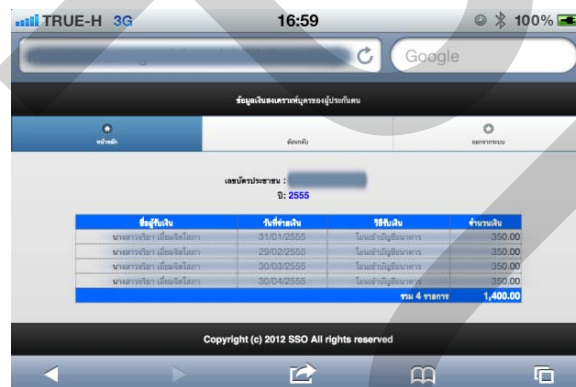 TRUE-H 3G 16:59 100%
Google
ข้อมูลเงินสงเคราะห์บุตรของผู้ประกันตน
หน้าหลัก ย้อนกลับ ออกจากระบบ
เลขบัตรประชาชน :
ปี: 2555
ชื่อผู้รับเงิน วันที่จ่ายเงิน วิธีรับเงิน จำนวนเงิน
31/01/2555 โอนเข้าบัญชีธนาคาร 350.00
29/02/2555 โอนเข้าบัญชีธนาคาร 350.00
30/03/2555 โอนเข้าบัญชีธนาคาร 350.00
30/04/2555 โอนเข้าบัญชีธนาคาร 350.00
รวม 4 รายการ 1,400.00
Copyright (c) 2012 SSO All rights reserved